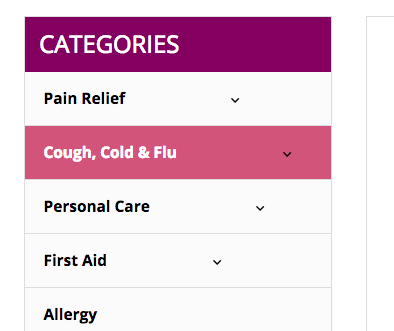 CATEGORIES
Pain Relief
Cough, Cold & Flu
Personal Care
First Aid
Allergy